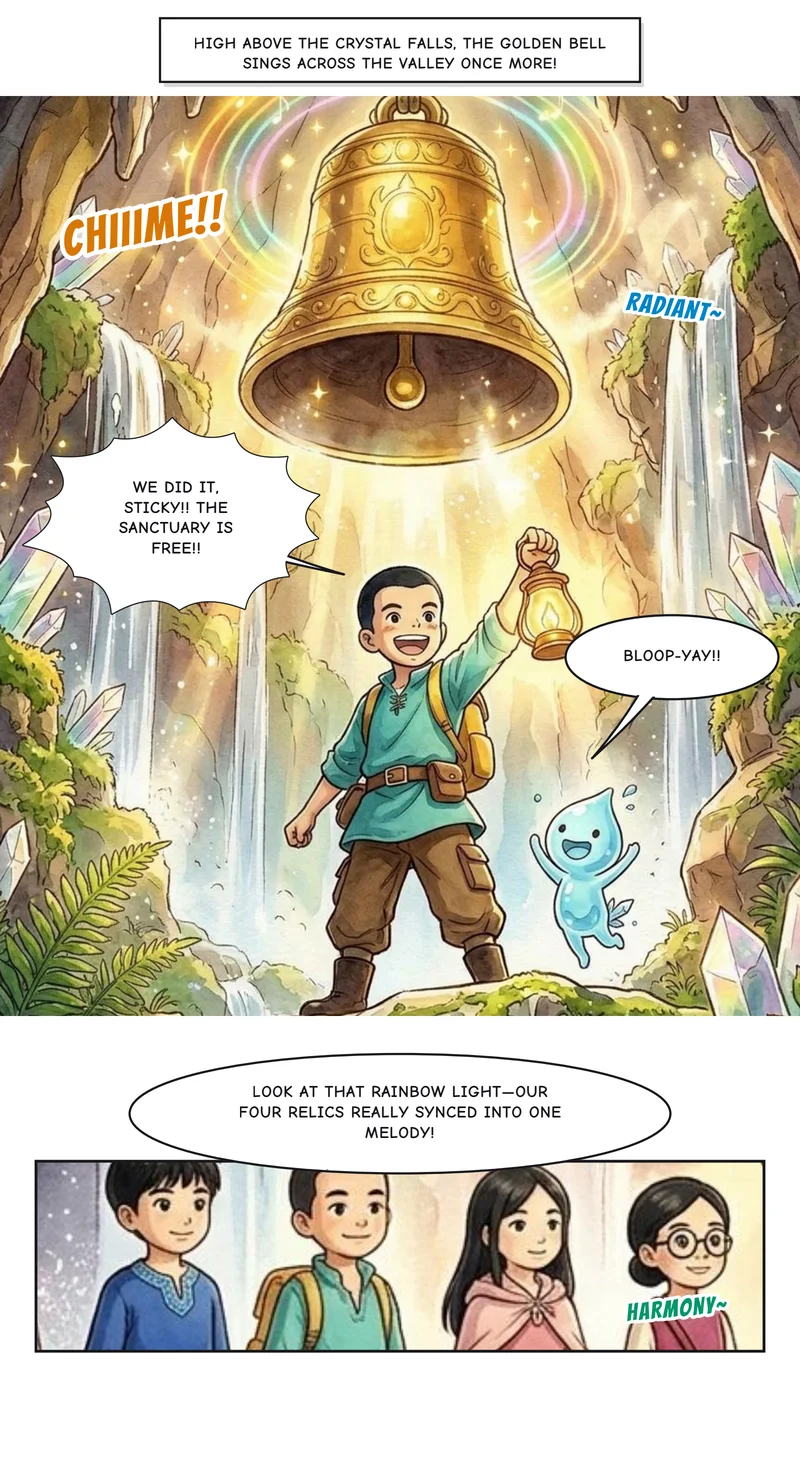 HIGH ABOVE THE CRYSTAL FALLS, THE GOLDEN BELL
SINGS ACROSS THE VALLEY ONCE MORE!
CHIIIME!!
RADIANT~
WE DID IT,
STICKY!! THE
SANCTUARY IS
FREE!!
BLOOP-YAY!!
LOOK AT THAT RAINBOW LIGHT—OUR
FOUR RELICS REALLY SYNCED INTO ONE
MELODY!
HARMONY~